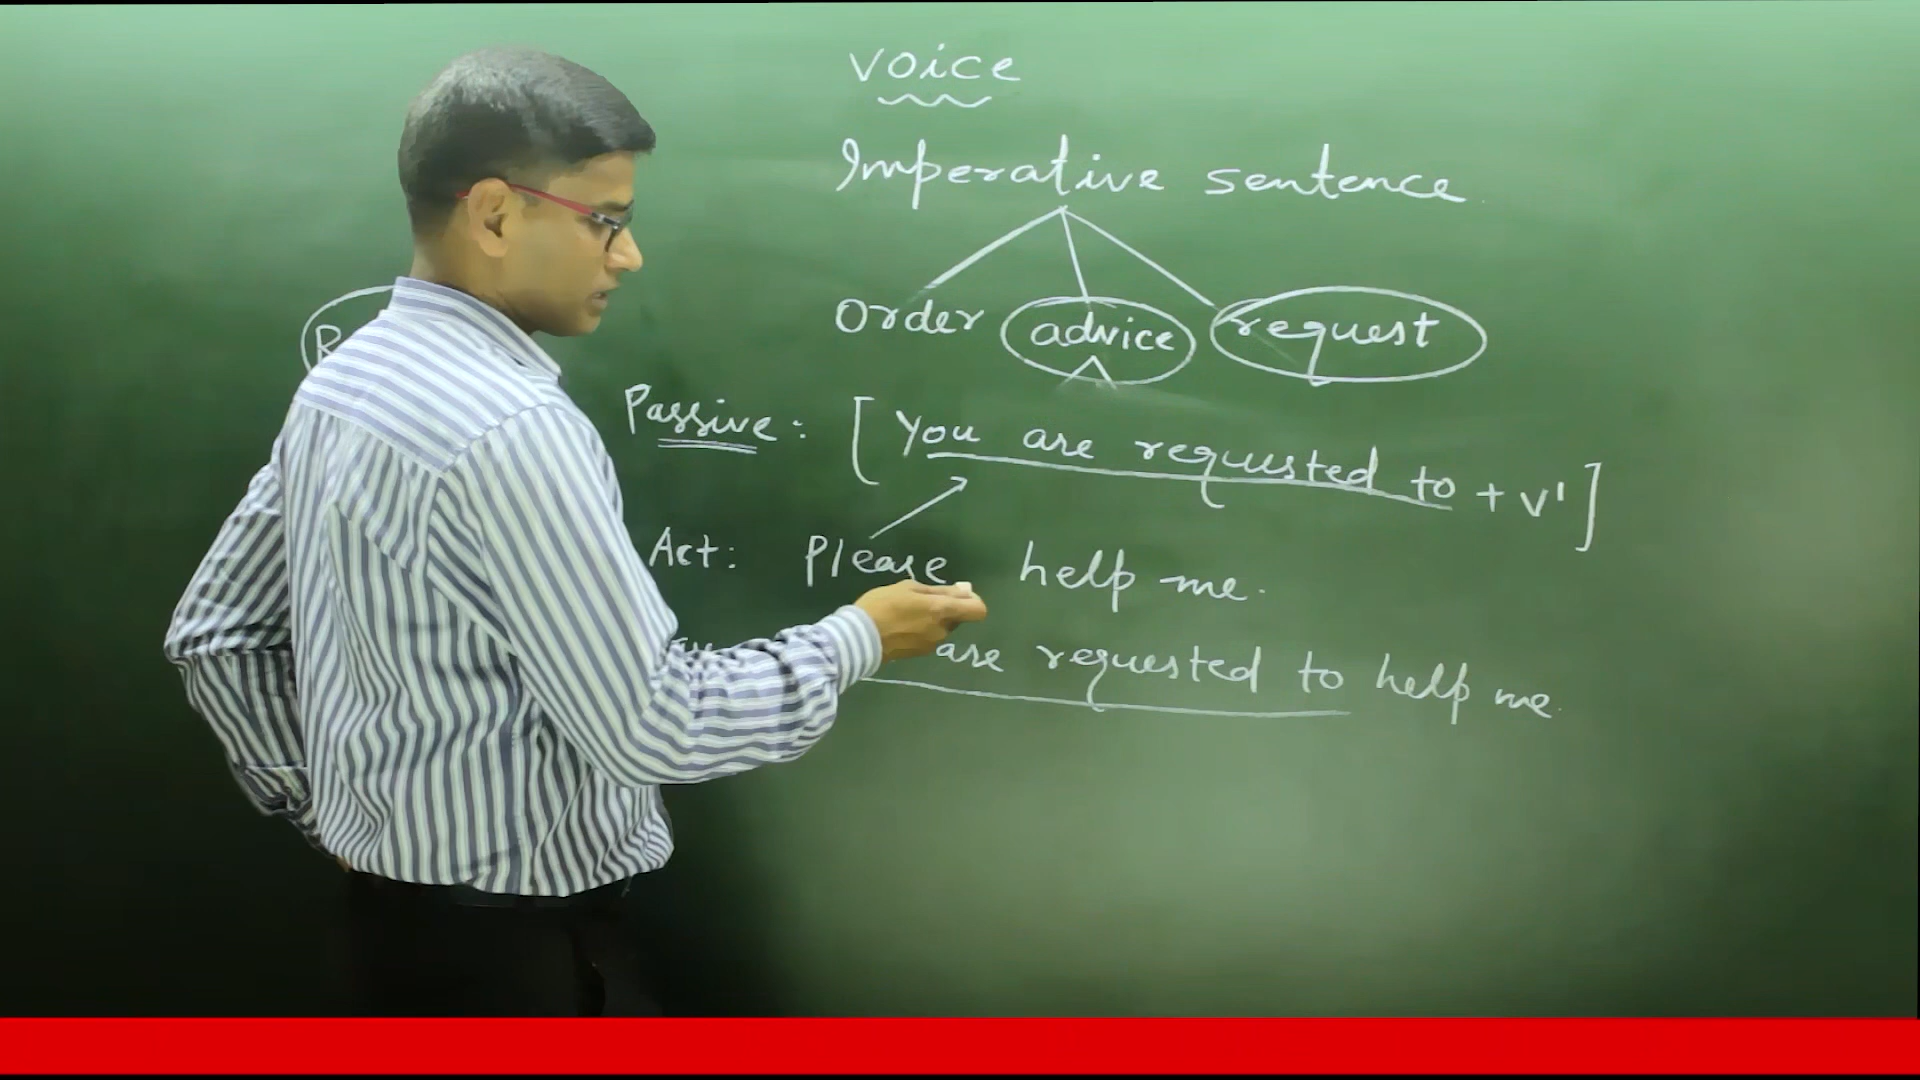 voice
Imperative sentence
Order advice request
Passive: [You are requested to + V¹]
Act: Please help me.
are requested to help me.